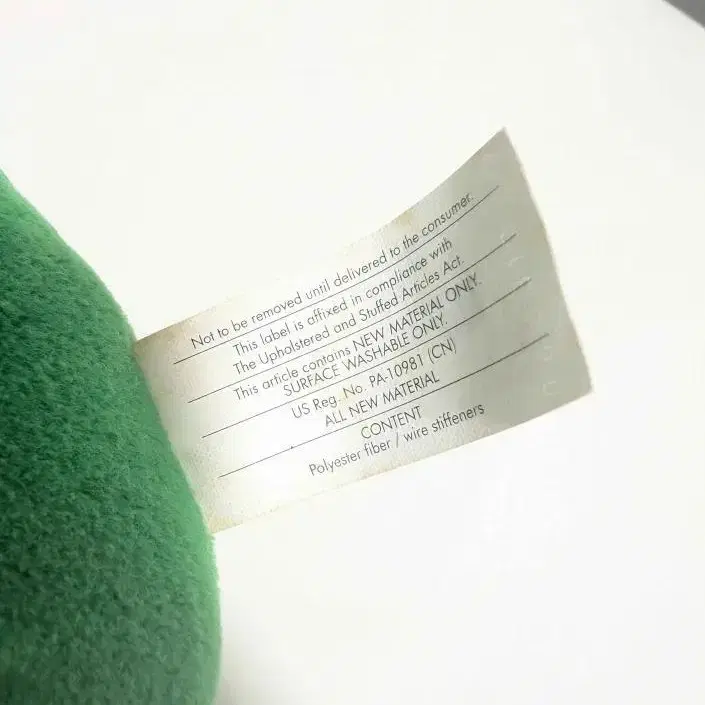 Not to be removed until delivered to the consumer.
This label is affixed in compliance with
The Upholstered and Stuffed Articles Act.
This article contains NEW MATERIAL ONLY.
SURFACE WASHABLE ONLY.
US Reg. No. PA-10981 (CN)
ALL NEW MATERIAL
CONTENT
Polyester fiber / wire stiffeners